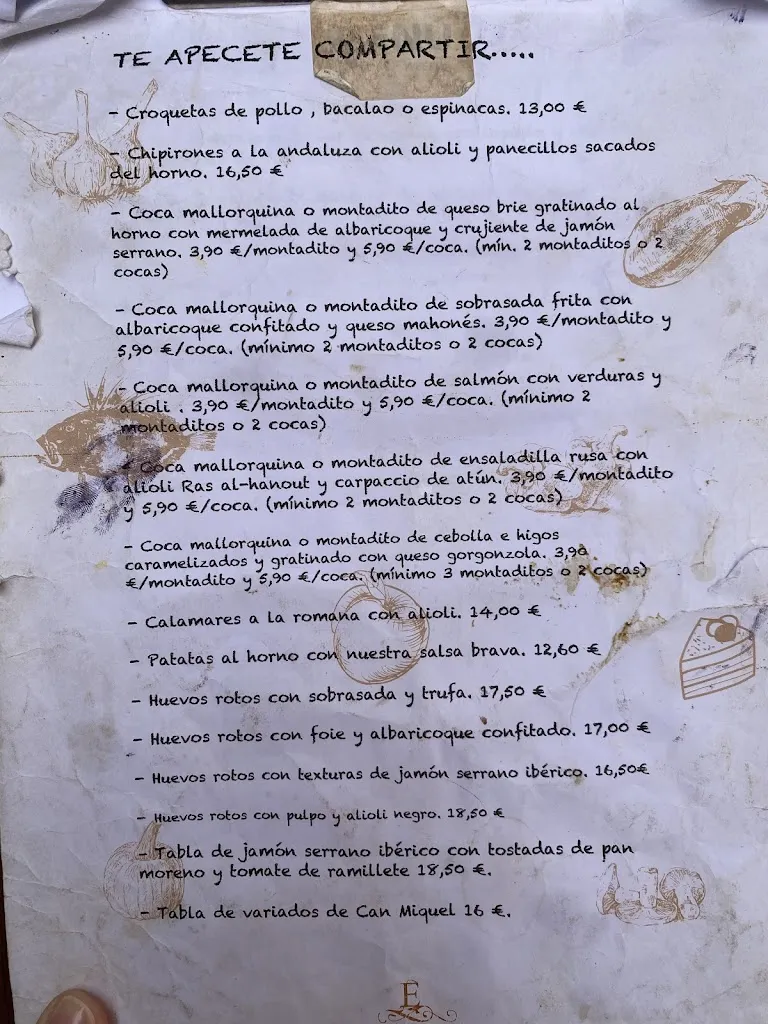 TE APECETE COMPARTIR.....
- Croquetas de pollo , bacalao o espinacas. 13,00 €
- Chipirones a la andaluza con alioli y panecillos sacados
del horno. 16,50 €
- Coca mallorquina o montadito de queso brie gratinado al
horno con mermelada de albaricoque y crujiente de jamón
serrano. 3,90 €/montadito y 5,90 €/coca. (mín. 2 montaditos o 2
cocas)
- Coca mallorquina o montadito de sobrasada frita con
albaricoque confitado y queso mahonés. 3,90 €/montadito y
5,90 €/coca. (mínimo 2 montaditos o 2 cocas)
- Coca mallorquina o montadito de salmón con verduras y
alioli . 3,90 €/montadito y 5,90 €/coca. (mínimo 2
montaditos o 2 cocas)
- Coca mallorquina o montadito de ensaladilla rusa con
alioli Ras al-hanout y carpaccio de atún. 3,90 €/montadito
y 5,90 €/coca. (mínimo 2 montaditos o 2 cocas)
- Coca mallorquina o montadito de cebolla e higos
caramelizados y gratinado con queso gorgonzola. 3,90
€/montadito y 5,90 €/coca. (mínimo 3 montaditos o 2 cocas)
- Calamares a la romana con alioli. 14,00 €
- Patatas al horno con nuestra salsa brava. 12,60 €
- Huevos rotos con sobrasada y trufa. 17,50 €
- Huevos rotos con foie y albaricoque confitado. 17,00 €
- Huevos rotos con texturas de jamón serrano ibérico. 16,50€
- Huevos rotos con pulpo y alioli negro. 18,50 €
- Tabla de jamón serrano ibérico con tostadas de pan
moreno y tomate de ramillete 18,50 €.
- Tabla de variados de Can Miquel 16 €.
E